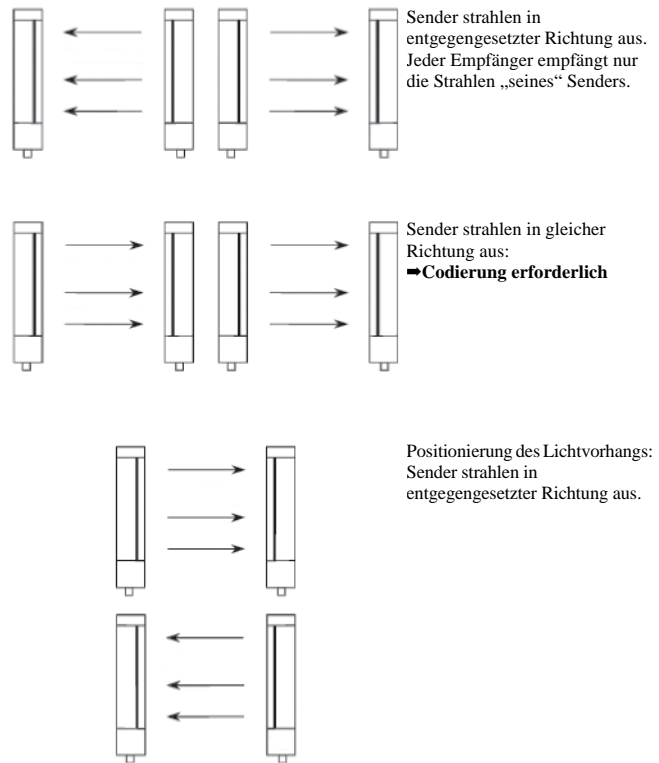 Sender strahlen in
entgegengesetzter Richtung aus.
Jeder Empfänger empfängt nur
die Strahlen „seines“ Senders.
Sender strahlen in gleicher
Richtung aus:
➡Codierung erforderlich
Positionierung des Lichtvorhangs:
Sender strahlen in
entgegengesetzter Richtung aus.